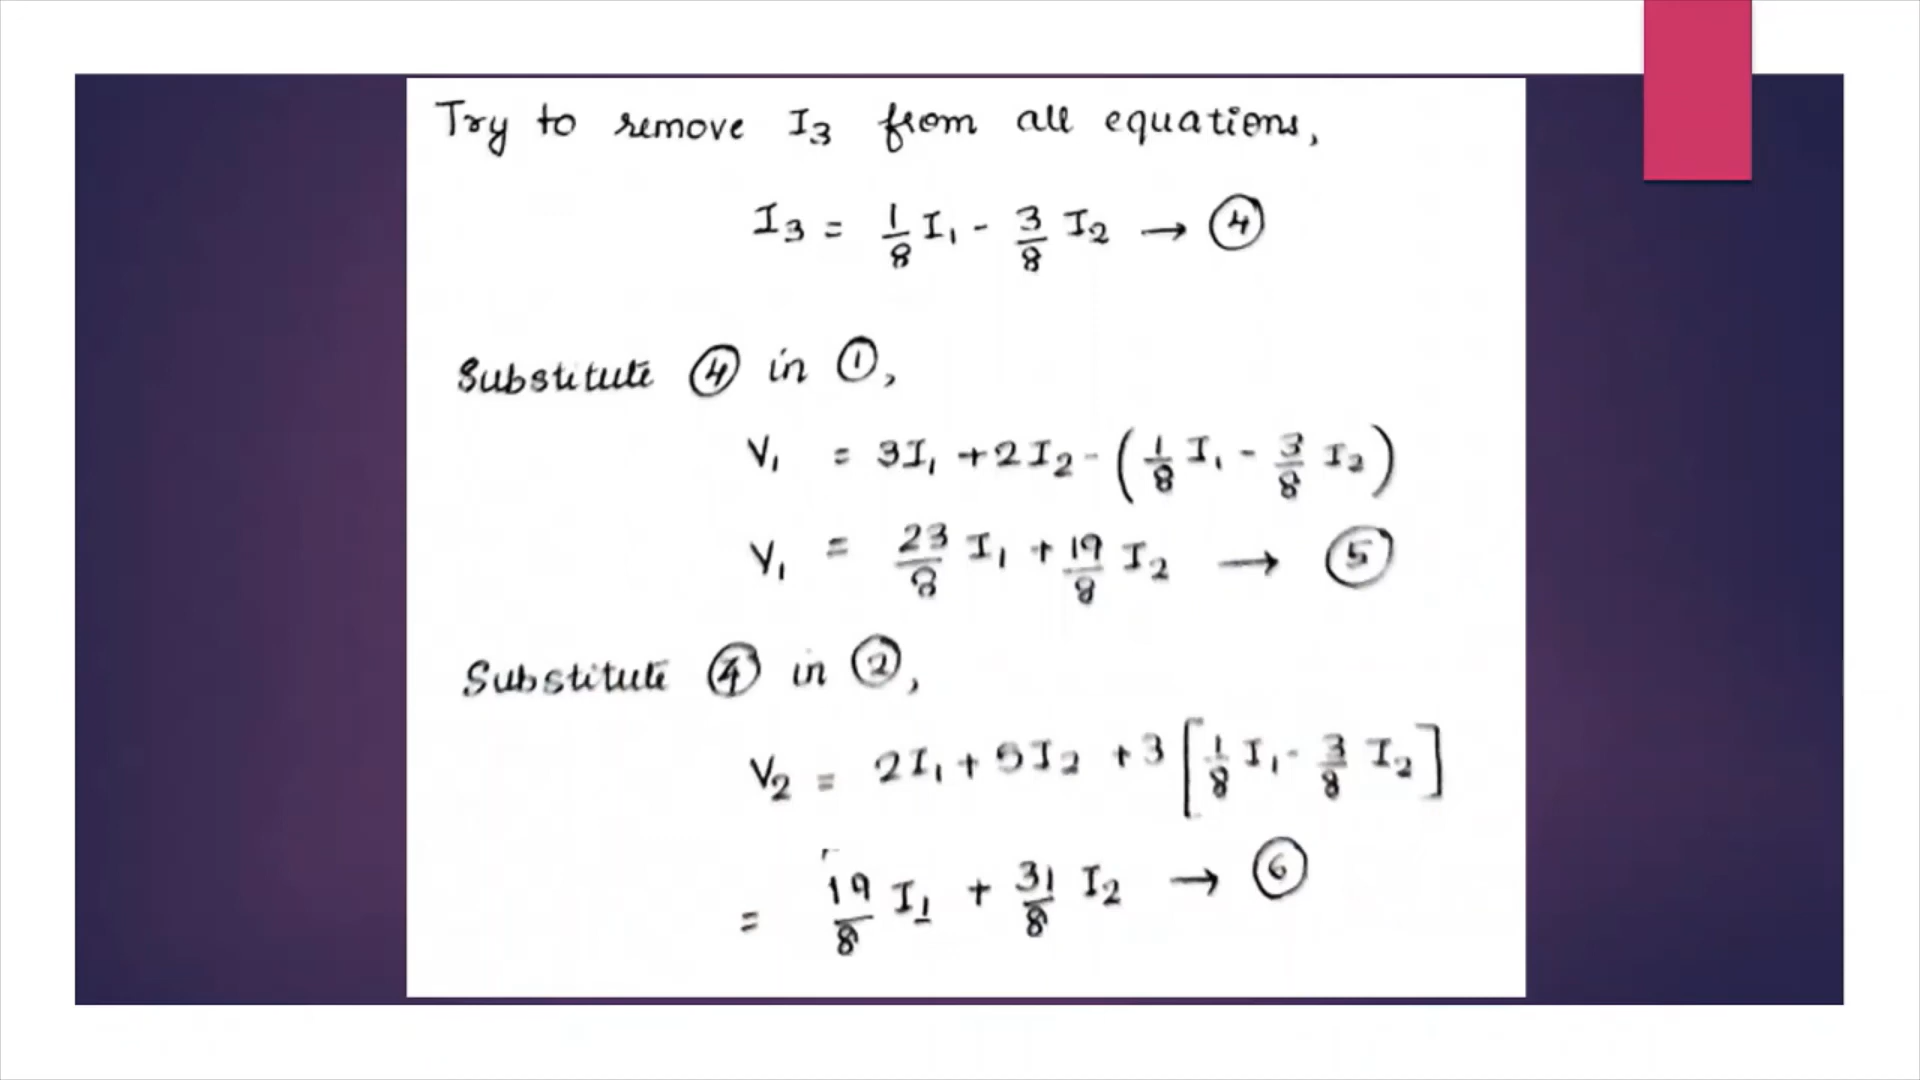 Try to remove I3 from all equations,
I3 = 1/8 I1 - 3/8 I2 → ④
Substitute ④ in ①,
V1 = 3I1 + 2I2 - (1/8 I1 - 3/8 I2)
V1 = 23/8 I1 + 19/8 I2 → ⑤
Substitute ④ in ②,
V2 = 2I1 + 5I2 + 3 [1/8 I1 - 3/8 I2]
= 19/8 I1 + 31/8 I2 → ⑥